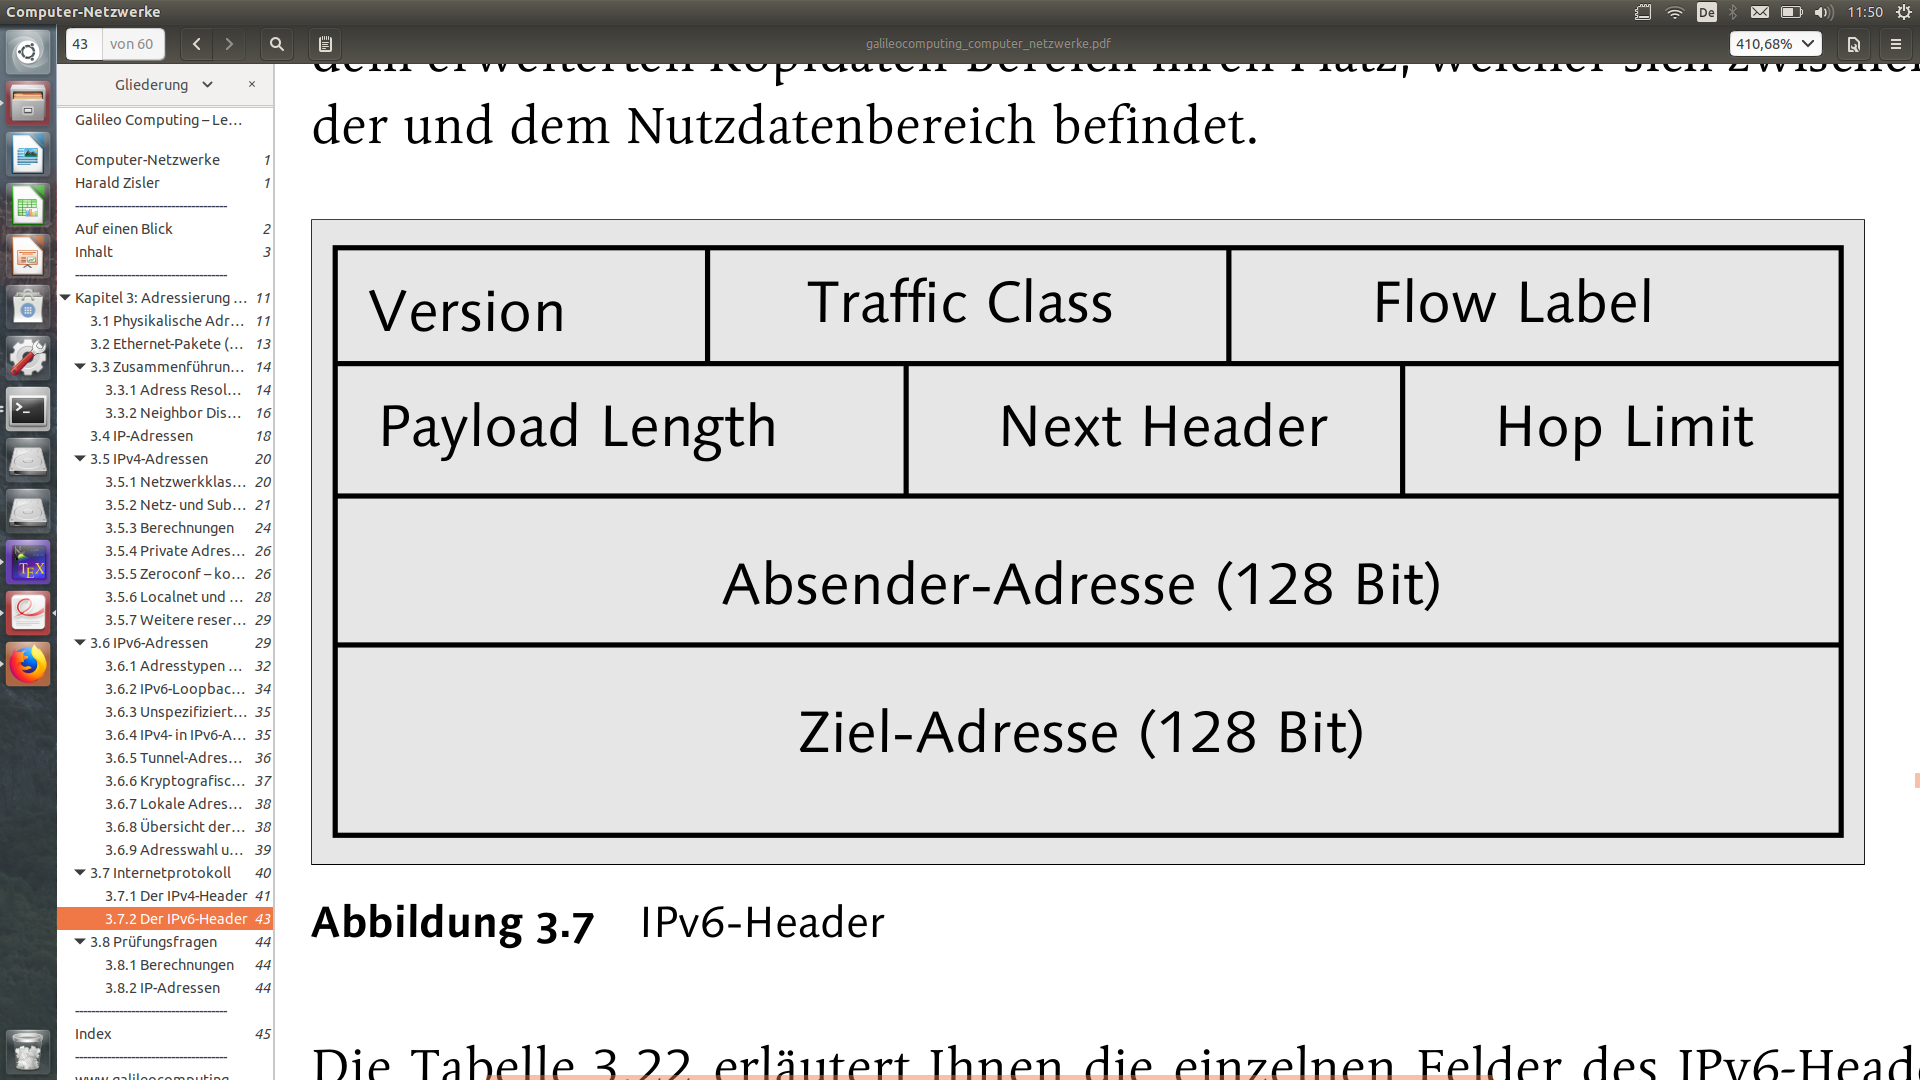 Computer-Netzwerke
De
11:50
43 von 60
galileocomputing_computer_netzwerke.pdf
410,68%
Gliederung
×
Galileo Computing – Le...
Computer-Netzwerke 1
Harald Zisler 1
Auf einen Blick 2
Inhalt 3
Kapitel 3: Adressierung ... 11
3.1 Physikalische Adr... 11
3.2 Ethernet-Pakete (... 13
3.3 Zusammenführun... 14
3.3.1 Adress Resol... 14
3.3.2 Neighbor Dis... 16
3.4 IP-Adressen 18
3.5 IPv4-Adressen 20
3.5.1 Netzwerkklas... 20
3.5.2 Netz- und Sub... 21
3.5.3 Berechnungen 24
3.5.4 Private Adres... 26
3.5.5 Zeroconf – ko... 26
3.5.6 Localnet und ... 28
3.5.7 Weitere reser... 29
3.6 IPv6-Adressen 29
3.6.1 Adresstypen ... 32
3.6.2 IPv6-Loopbac... 34
3.6.3 Unspezifiziert... 35
3.6.4 IPv4- in IPv6-A... 35
3.6.5 Tunnel-Adres... 36
3.6.6 Kryptografisc... 37
3.6.7 Lokale Adres... 38
3.6.8 Übersicht der... 38
3.6.9 Adresswahl u... 39
3.7 Internetprotokoll 40
3.7.1 Der IPv4-Header 41
3.7.2 Der IPv6-Header 43
3.8 Prüfungsfragen 44
3.8.1 Berechnungen 44
3.8.2 IP-Adressen 44
Index 45
www.galileocomputing...
dem erweiterten Kopfdaten-Bereich ihren Platz, welcher sich zwischen
der und dem Nutzdatenbereich befindet.
Version Traffic Class Flow Label
Payload Length Next Header Hop Limit
Absender-Adresse (128 Bit)
Ziel-Adresse (128 Bit)
Abbildung 3.7 IPv6-Header
Die Tabelle 3.22 erläutert Ihnen die einzelnen Felder des IPv6-Heade
TEX